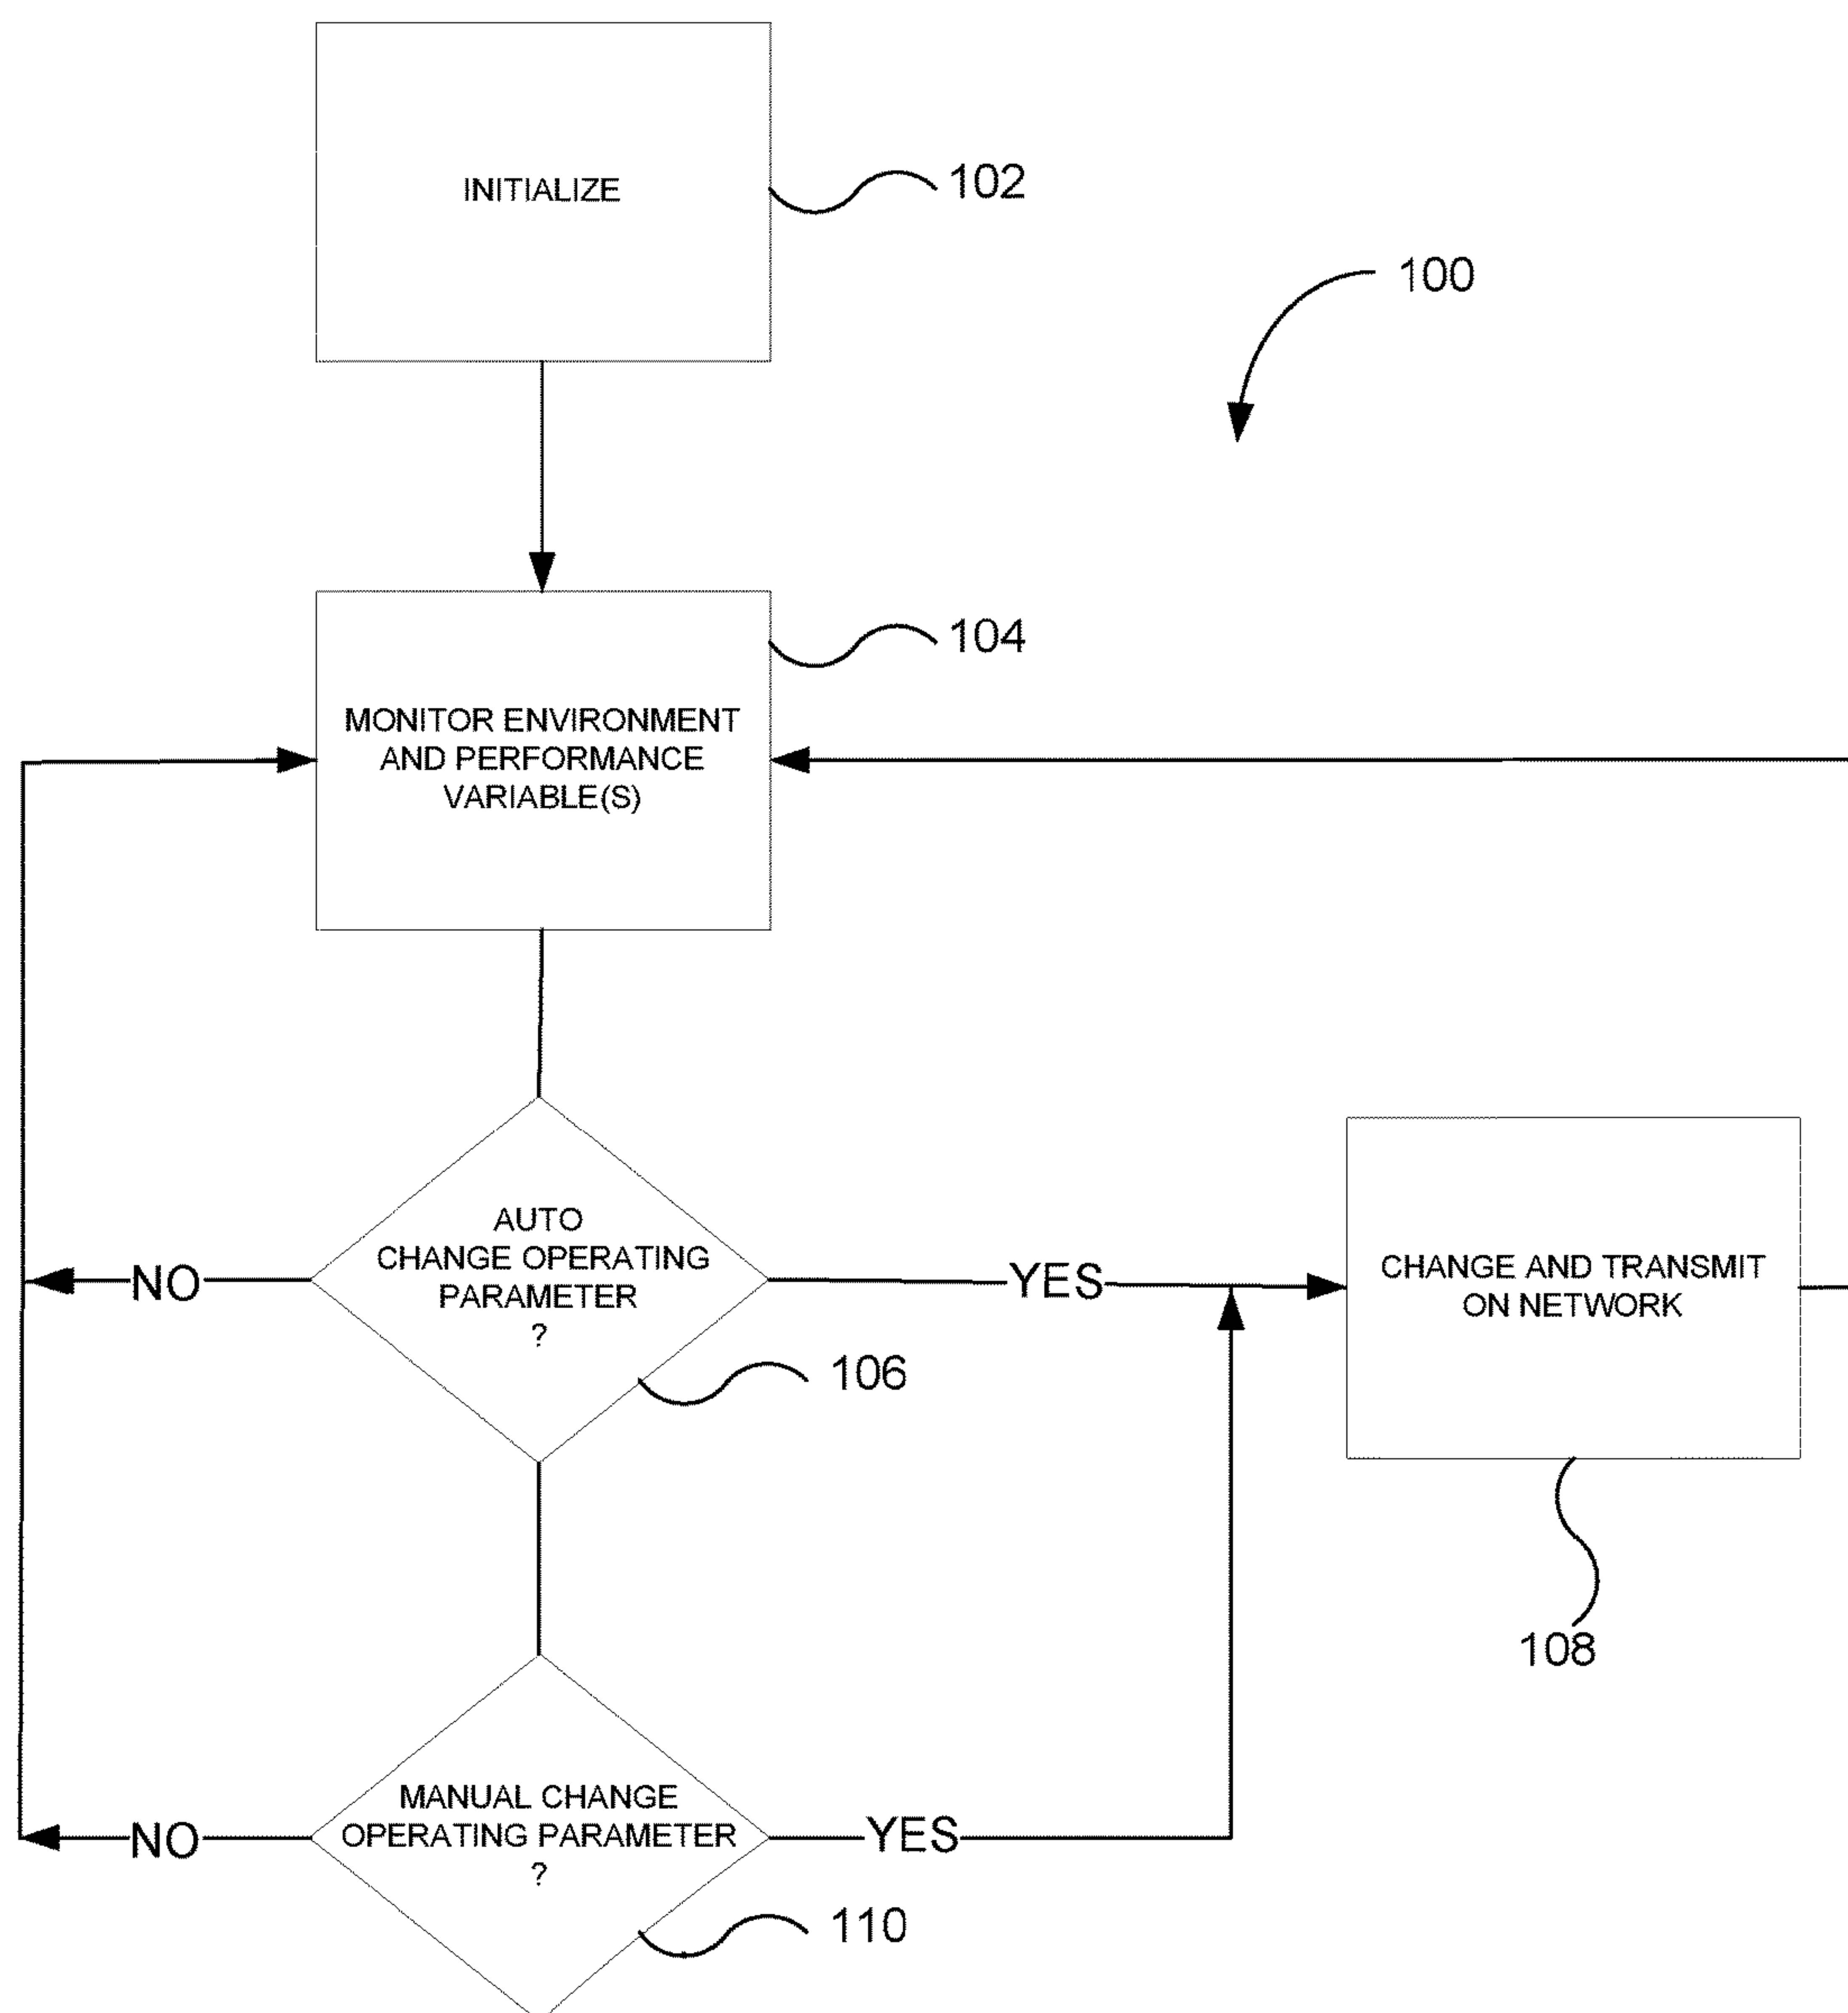 INITIALIZE
102
100
104
MONITOR ENVIRONMENT
AND PERFORMANCE
VARIABLE(S)
AUTO
CHANGE OPERATING
PARAMETER
?
NO
YES
CHANGE AND TRANSMIT
ON NETWORK
106
108
MANUAL CHANGE
OPERATING PARAMETER
?
NO
YES
110